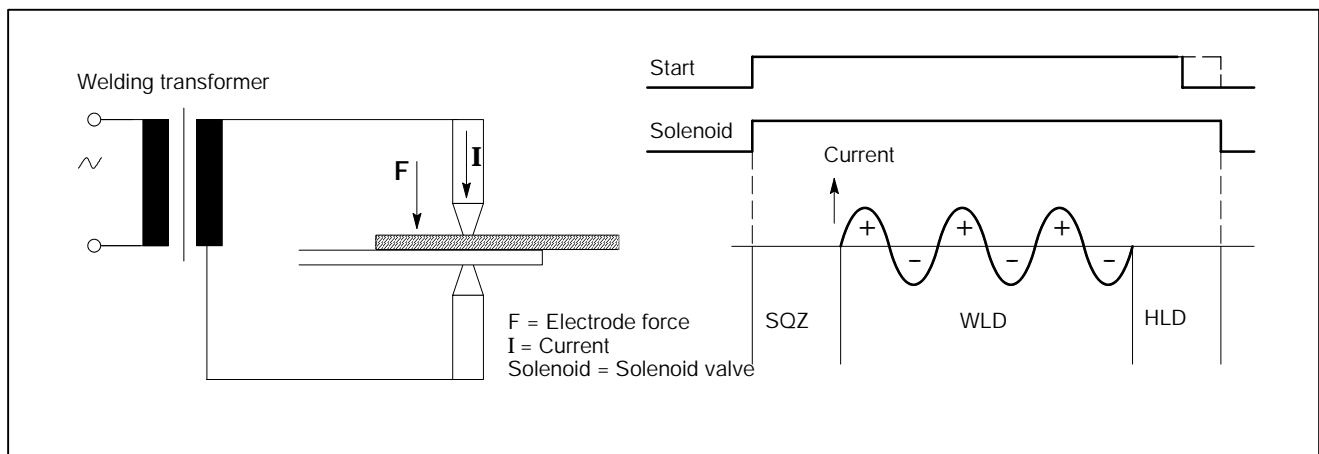 Welding transformer
F
I
F = Electrode force
I = Current
Solenoid = Solenoid valve
Start
Solenoid
Current
+ + +
- - -
SQZ WLD HLD